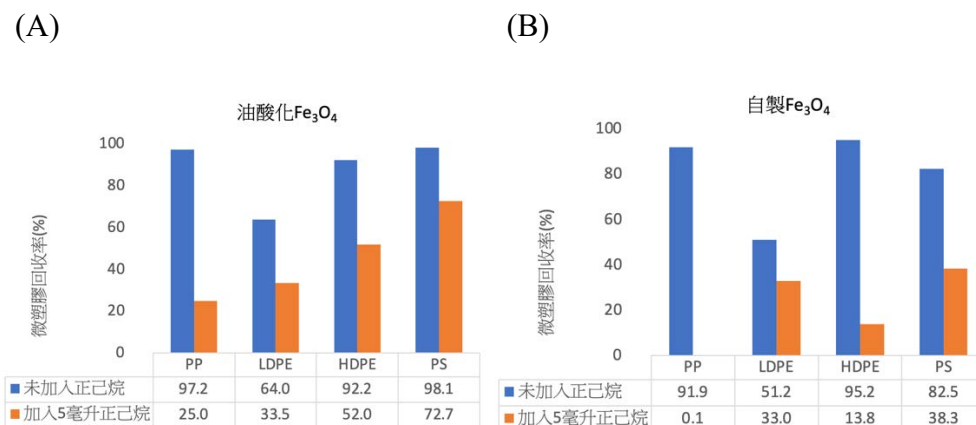 (A)
油酸化Fe₃O₄
微塑膠回收率(%)
100
80
60
40
20
0
PP LDPE HDPE PS
未加入正己烷 97.2 64.0 92.2 98.1
加入5毫升正己烷 25.0 33.5 52.0 72.7
(B)
自製Fe₃O₄
微塑膠回收率(%)
100
80
60
40
20
0
PP LDPE HDPE PS
未加入正己烷 91.9 51.2 95.2 82.5
加入5毫升正己烷 0.1 33.0 13.8 38.3